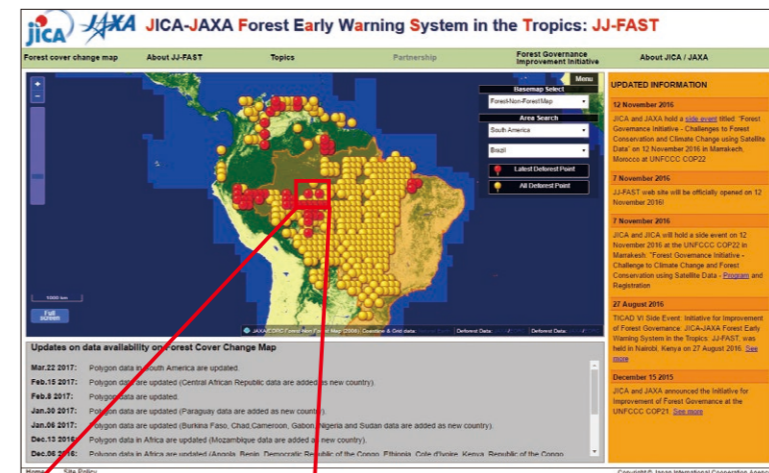 jica JAXA JICA-JAXA Forest Early Warning System in the Tropics: JJ-FAST
Forest cover change map About JJ-FAST Topics Partnership Forest Governance Improvement Initiative About JICA / JAXA
Menu
Basemap Select
Forest-Non-Forest Map
Area Search
South America
Brazil
Latest Deforest Point
All Deforest Point
Full
screen
UPDATED INFORMATION
12 November 2016
JICA and JAXA hold a side event titled "Forest
Governance Initiative - Challenges to Forest
Conservation and Climate Change using Satellite
Data" on 12 November 2016 in Marrakech,
Morocco at UNFCCC COP22
7 November 2016
JJ-FAST web site will be officially opened on 12
November 2016!
7 November 2016
JICA and JICA will hold a side event on 12
November 2016 at the UNFCCC COP22 in
Marrakesh: "Forest Governance Initiative -
Challenge to Climate Change and Forest
Conservation using Satellite Data - Program and
Registration
27 August 2016
TICAD VI Side Event: Initiative for Improvement
of Forest Governance: JICA-JAXA Forest Early
Warning System in the Tropics: JJ-FAST, was
held in Nairobi, Kenya on 27 August 2016. See
more
December 15 2015
JICA and JAXA announced the Initiative for
Improvement of Forest Governance at the
UNFCCC COP21. See more
Updates on data availability on Forest Cover Change Map
Mar.22 2017: Polygon data in South America are updated.
Feb.15 2017: Polygon data are updated (Central African Republic data are added as new country).
Feb.8 2017: Polygon data are updated.
Jan.30 2017: Polygon data are updated (Paraguay data are added as new country).
Jan.06 2017: Polygon data are updated (Burkina Faso, Chad, Cameroon, Gabon, Nigeria and Sudan data are added as new country).
Dec.13 2016: Polygon data in Africa are updated (Mozambique data are added as new country).
Dec.06 2016: Polygon data in Africa are updated (Angola, Benin, Democratic Republic of the Congo, Ethiopia, Cote d'Ivoire, Kenya, Republic of the Congo
Home Site Policy Copyright© Japan International Cooperation Agency